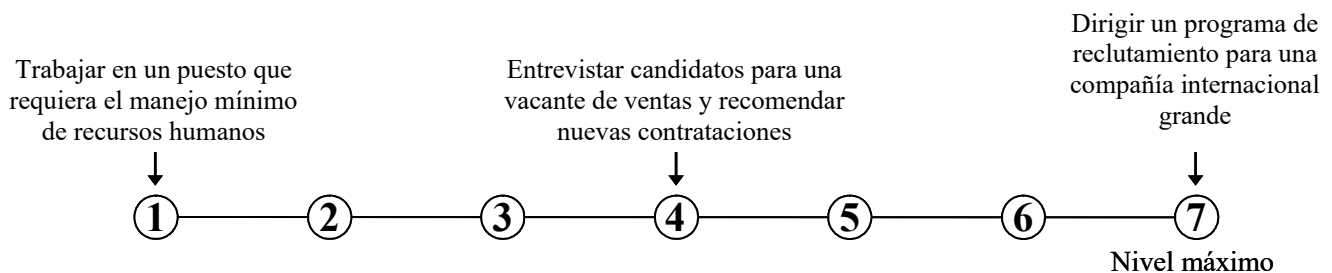 Trabajar en un puesto que
requiera el manejo mínimo
de recursos humanos
Entrevistar candidatos para una
vacante de ventas y recomendar
nuevas contrataciones
Dirigir un programa de
reclutamiento para una
compañía internacional
grande
1 2 3 4 5 6 7
Nivel máximo